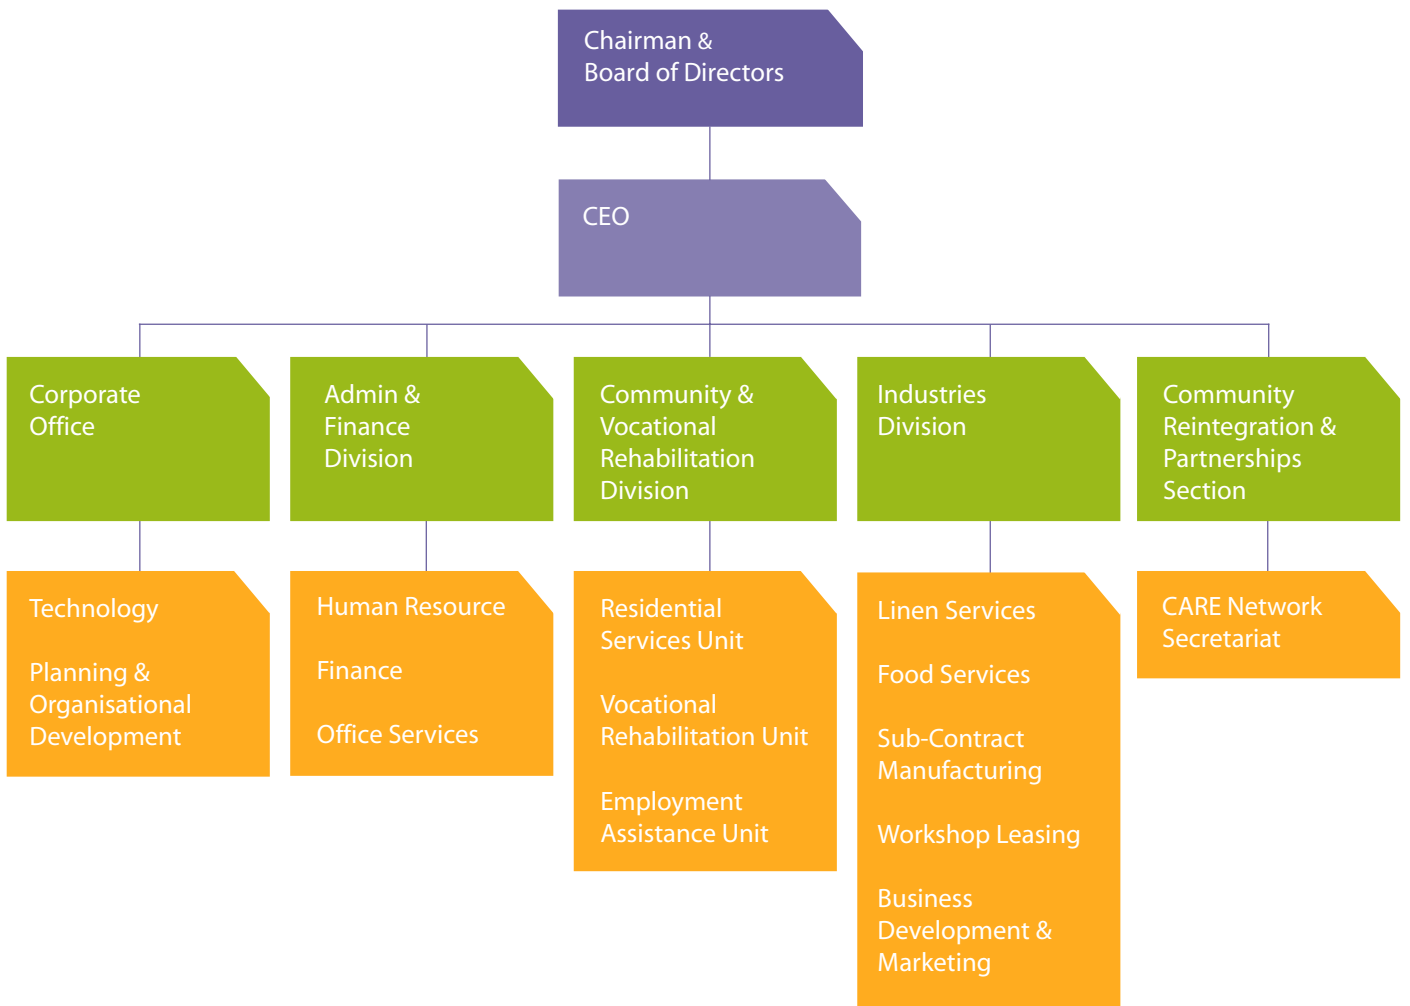 Chairman &
Board of Directors
CEO
Corporate
Office
Admin &
Finance
Division
Community &
Vocational
Rehabilitation
Division
Industries
Division
Community
Reintegration &
Partnerships
Section
Technology
Planning &
Organisational
Development
Human Resource
Finance
Office Services
Residential
Services Unit
Vocational
Rehabilitation Unit
Employment
Assistance Unit
Linen Services
Food Services
Sub-Contract
Manufacturing
Workshop Leasing
Business
Development &
Marketing
CARE Network
Secretariat